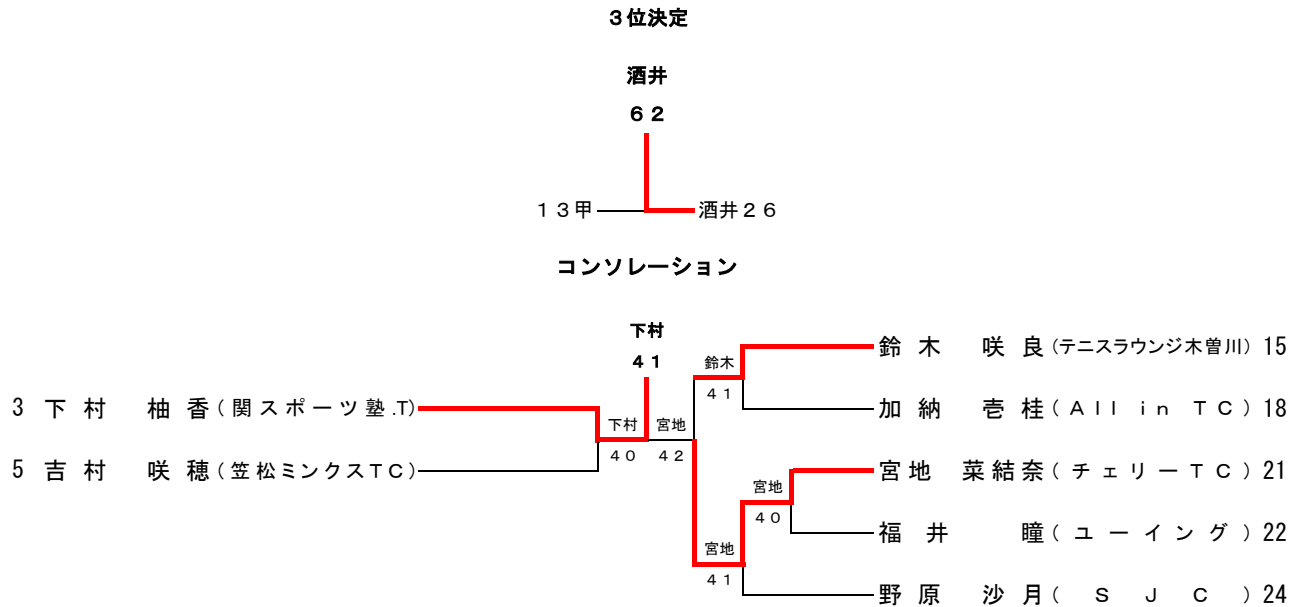 ３位決定
酒井
６２
１３甲 酒井２６
コンソレーション
下村
４１
鈴木 咲良(テニスラウンジ木曽川) 15
鈴木
４１
3 下村 柚香(関スポーツ塾.T)
加納 壱桂(Ａｌｌ ｉｎ ＴＣ) 18
下村 宮地
４０ ４２
5 吉村 咲穂(笠松ミンクスＴＣ)
宮地 菜結奈(チェリーＴＣ) 21
宮地
４０
福井 瞳(ユーイング) 22
宮地
４１
野原 沙月(ＳＪＣ) 24